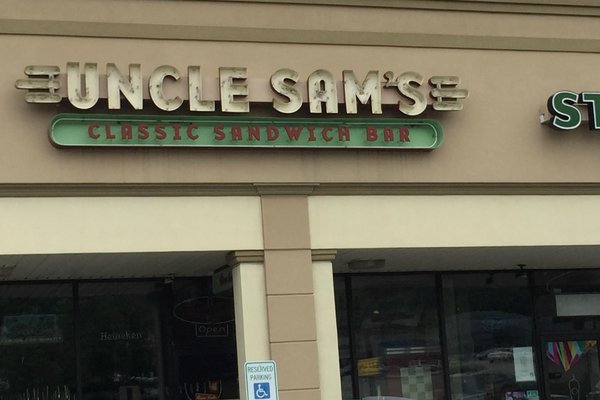 UNCLE SAM'S
CLASSIC SANDWICH BAR
ST
Heineken
Open
RESERVED
PARKING